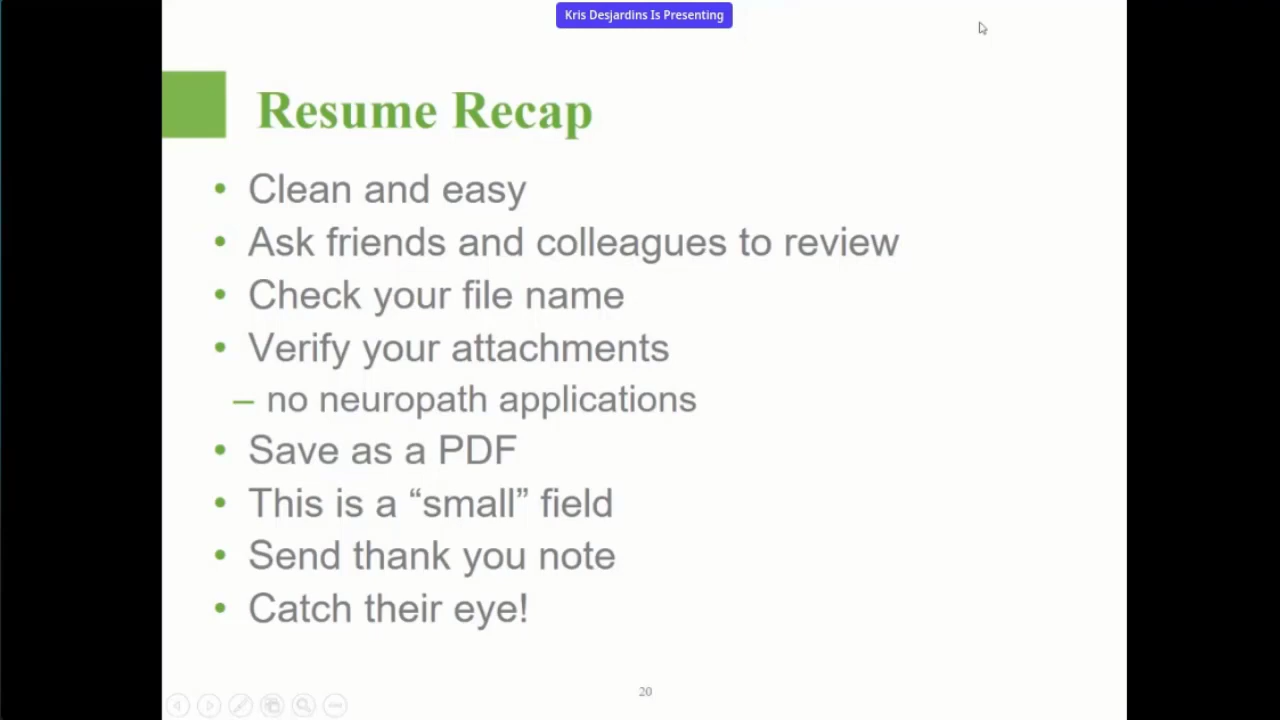 Kris Desjardins Is Presenting
Resume Recap
• Clean and easy
• Ask friends and colleagues to review
• Check your file name
• Verify your attachments
– no neuropath applications
• Save as a PDF
• This is a “small” field
• Send thank you note
• Catch their eye!
20